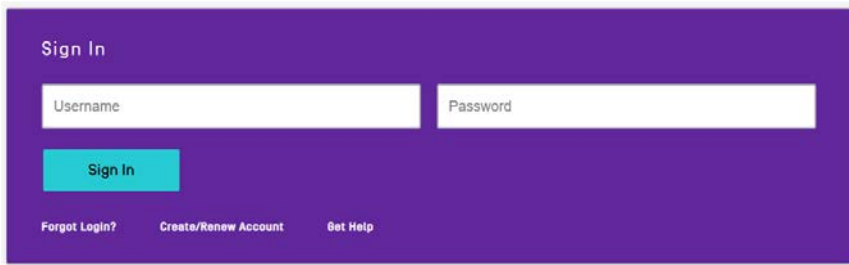 Sign In
Username Password
Sign In
Forgot Login? Create/Renew Account Get Help